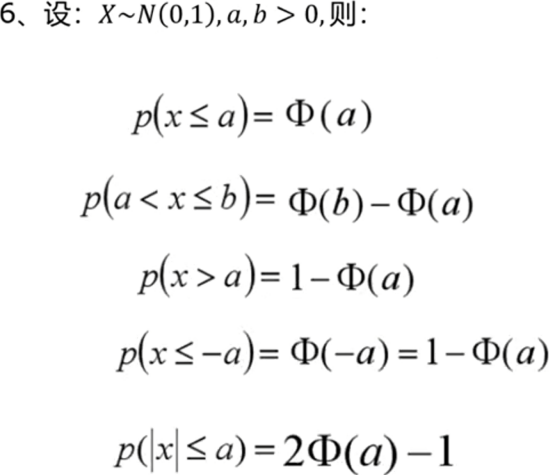 6、设：X~N(0,1), a, b > 0,则：
p(x ≤ a) = Φ(a)
p(a < x ≤ b) = Φ(b) − Φ(a)
p(x > a) = 1 − Φ(a)
p(x ≤ −a) = Φ(−a) = 1 − Φ(a)
p(|x| ≤ a) = 2Φ(a) − 1